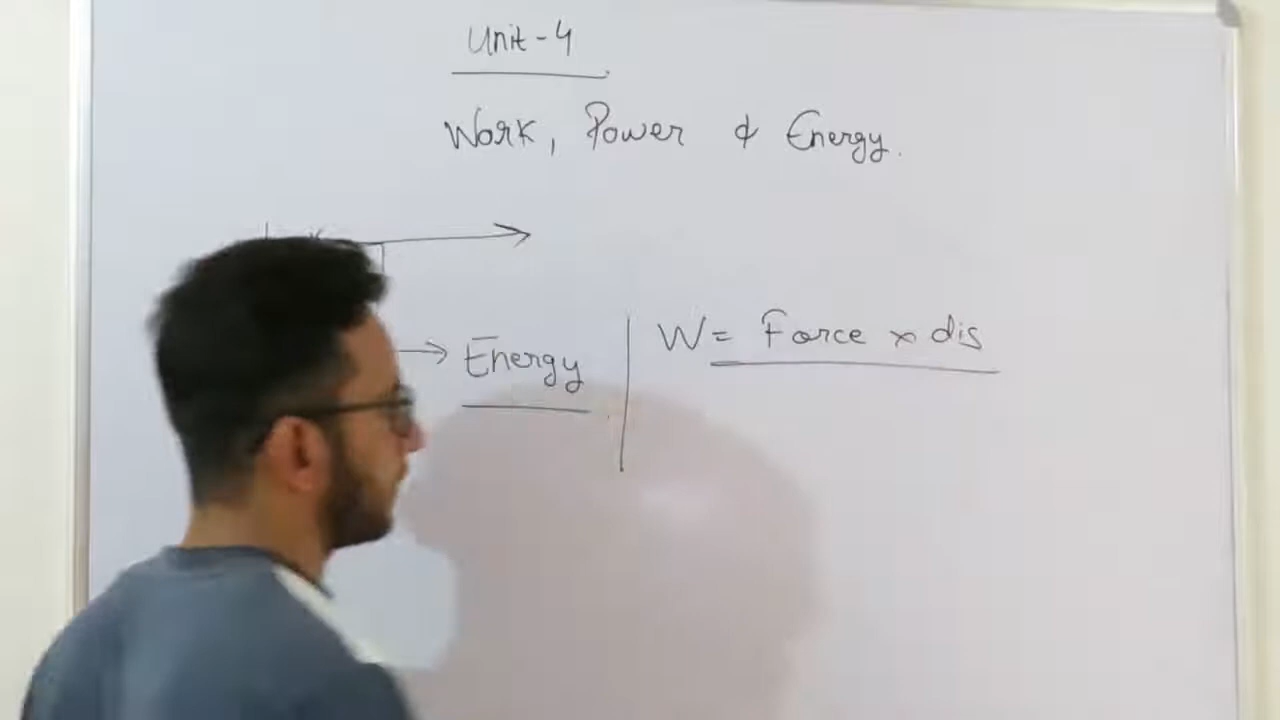 Unit - 4
Work, Power & Energy.
Energy
W = Force x dis